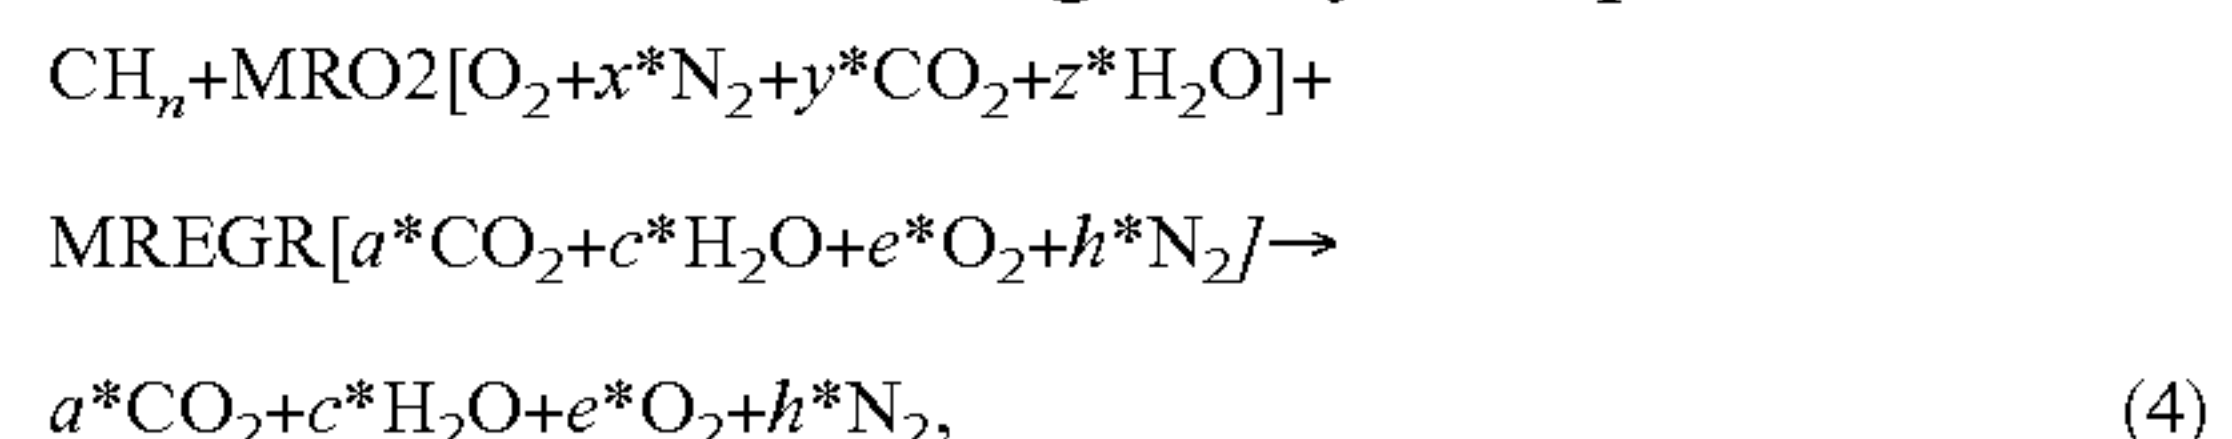 CHₙ+MRO2[O₂+x*N₂+y*CO₂+z*H₂O]+
MREGR[a*CO₂+c*H₂O+e*O₂+h*N₂]→
a*CO₂+c*H₂O+e*O₂+h*N₂, (4)